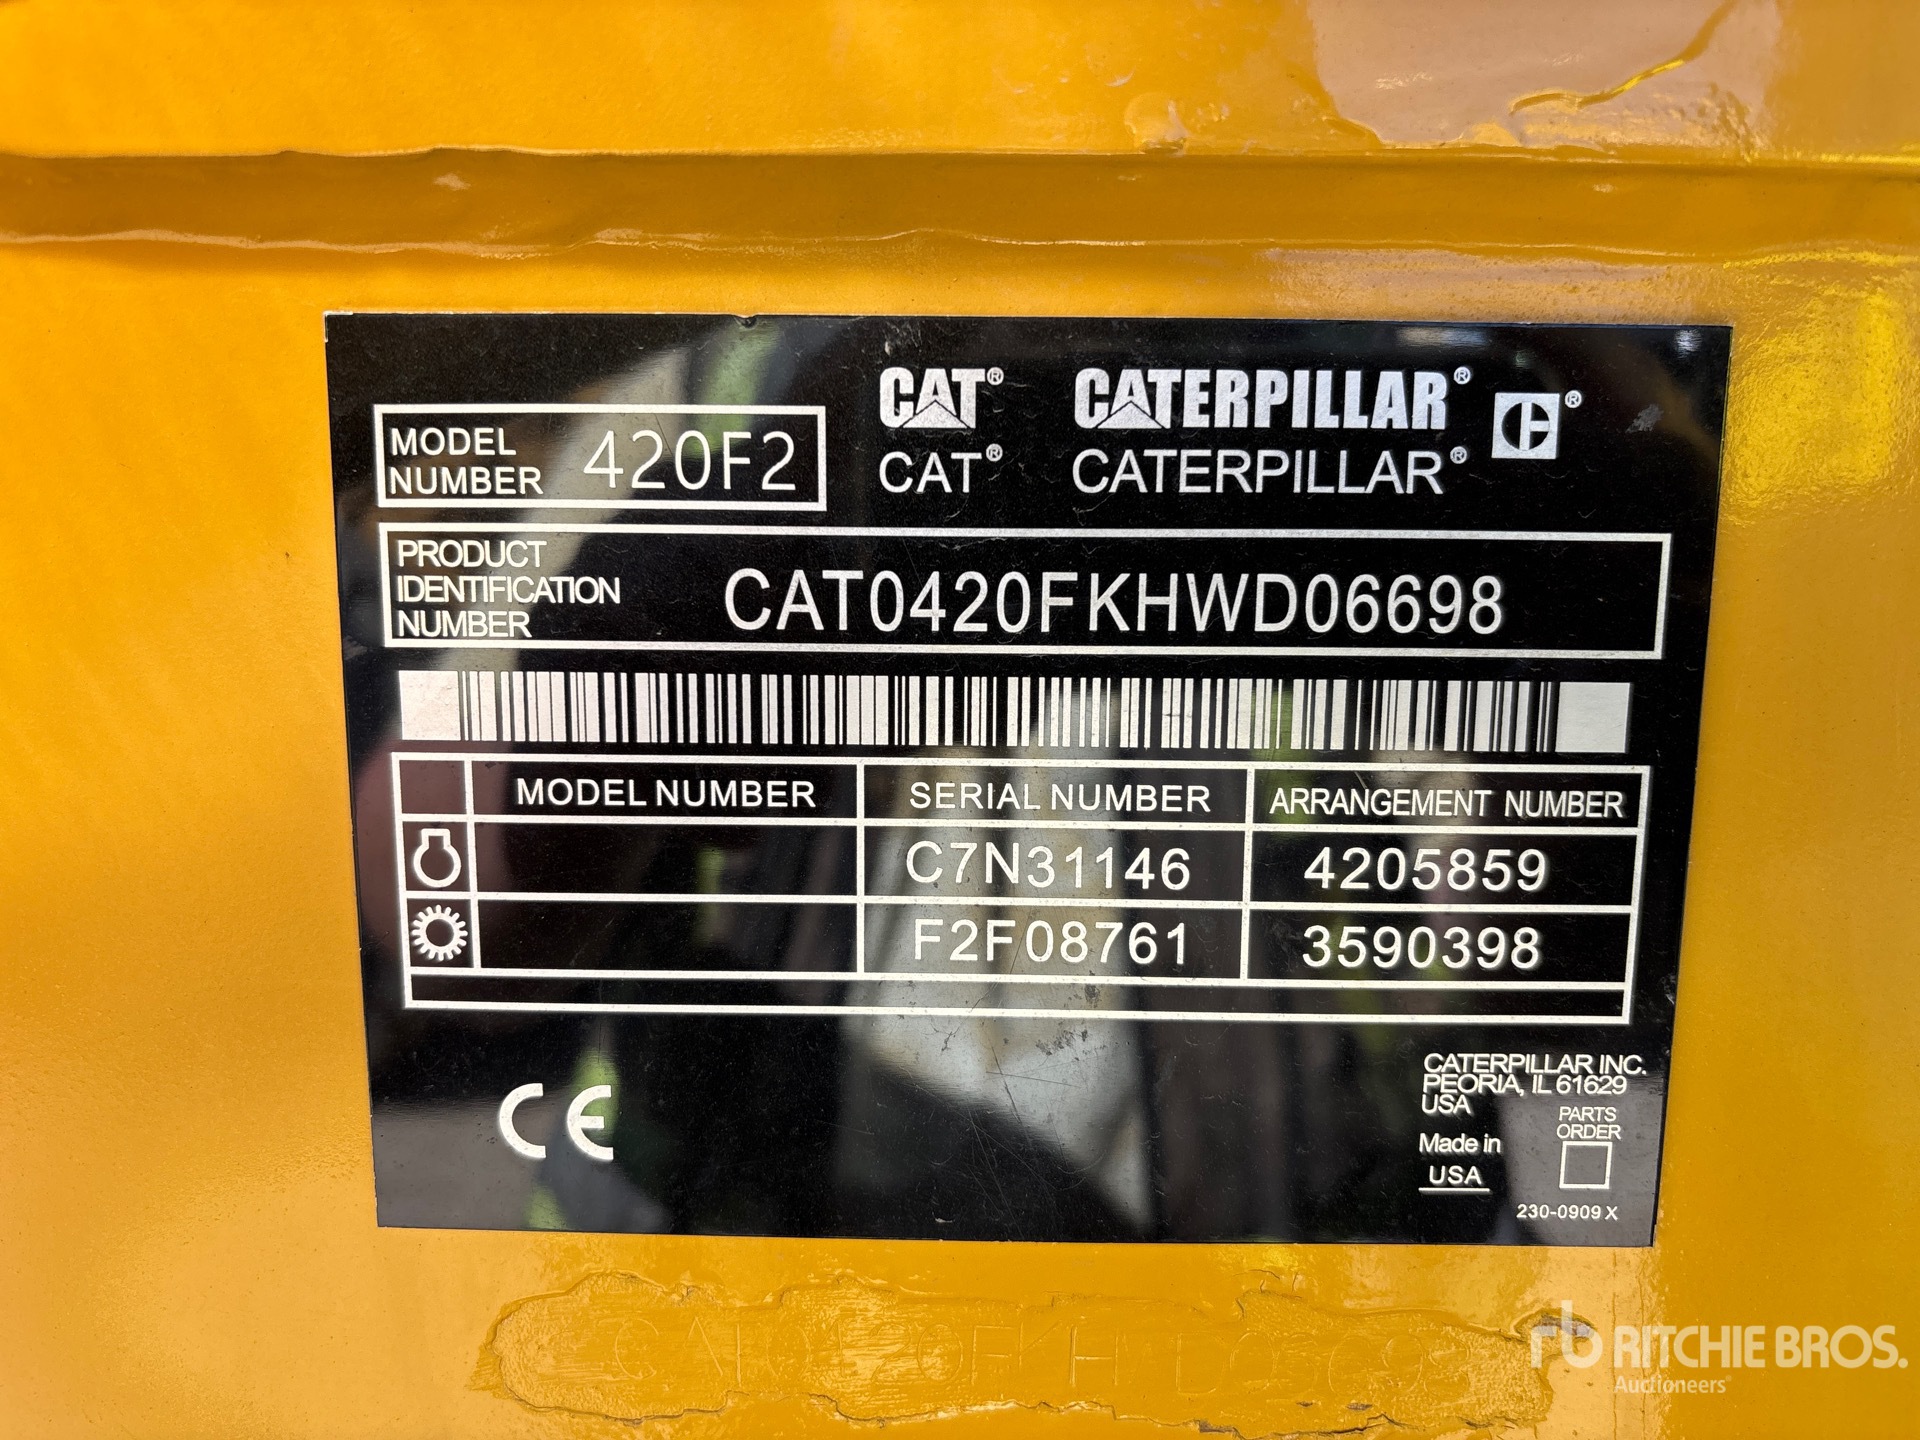 CAT® CATERPILLAR® ®
CAT® CATERPILLAR®
MODEL
NUMBER 420F2
PRODUCT
IDENTIFICATION
NUMBER CAT0420FKHWD06698
MODEL NUMBER SERIAL NUMBER ARRANGEMENT NUMBER
C7N31146 4205859
F2F08761 3590398
CE
CATERPILLAR INC.
PEORIA, IL 61629
USA
PARTS
ORDER
Made in
USA
230-0909 X
rb RITCHIE BROS.
Auctioneers